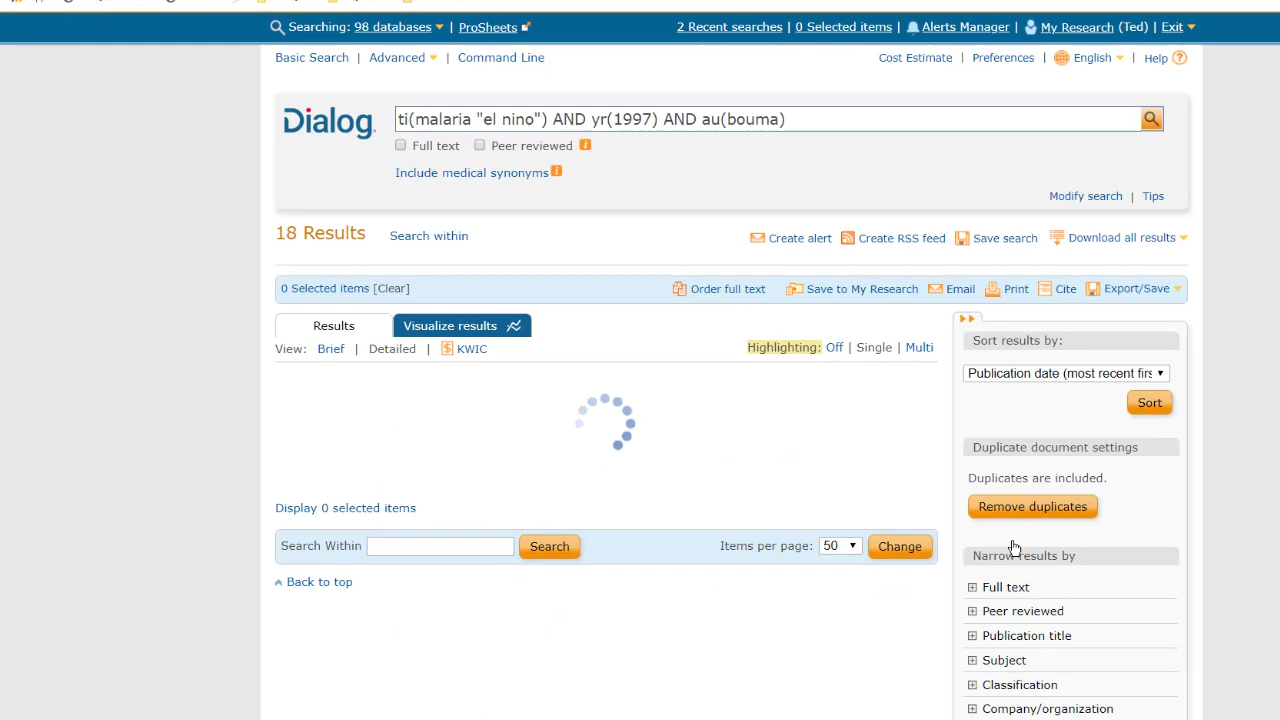 Searching: 98 databases | ProSheets
2 Recent searches | 0 Selected items | Alerts Manager | My Research (Ted) | Exit
Basic Search | Advanced | Command Line
Cost Estimate | Preferences | English | Help ?
Dialog
ti(malaria "el nino") AND yr(1997) AND au(bouma)
Full text Peer reviewed i
Include medical synonyms i
Modify search | Tips
18 Results Search within
Create alert Create RSS feed Save search Download all results
0 Selected items [Clear]
Order full text Save to My Research Email Print Cite Export/Save
Results Visualize results
View: Brief | Detailed | $ KWIC
Highlighting: Off | Single | Multi
Display 0 selected items
Search Within Search
Items per page: 50 Change
Back to top
Sort results by:
Publication date (most recent firs
Sort
Duplicate document settings
Duplicates are included.
Remove duplicates
Narrow results by
Full text
Peer reviewed
Publication title
Subject
Classification
Company/organization